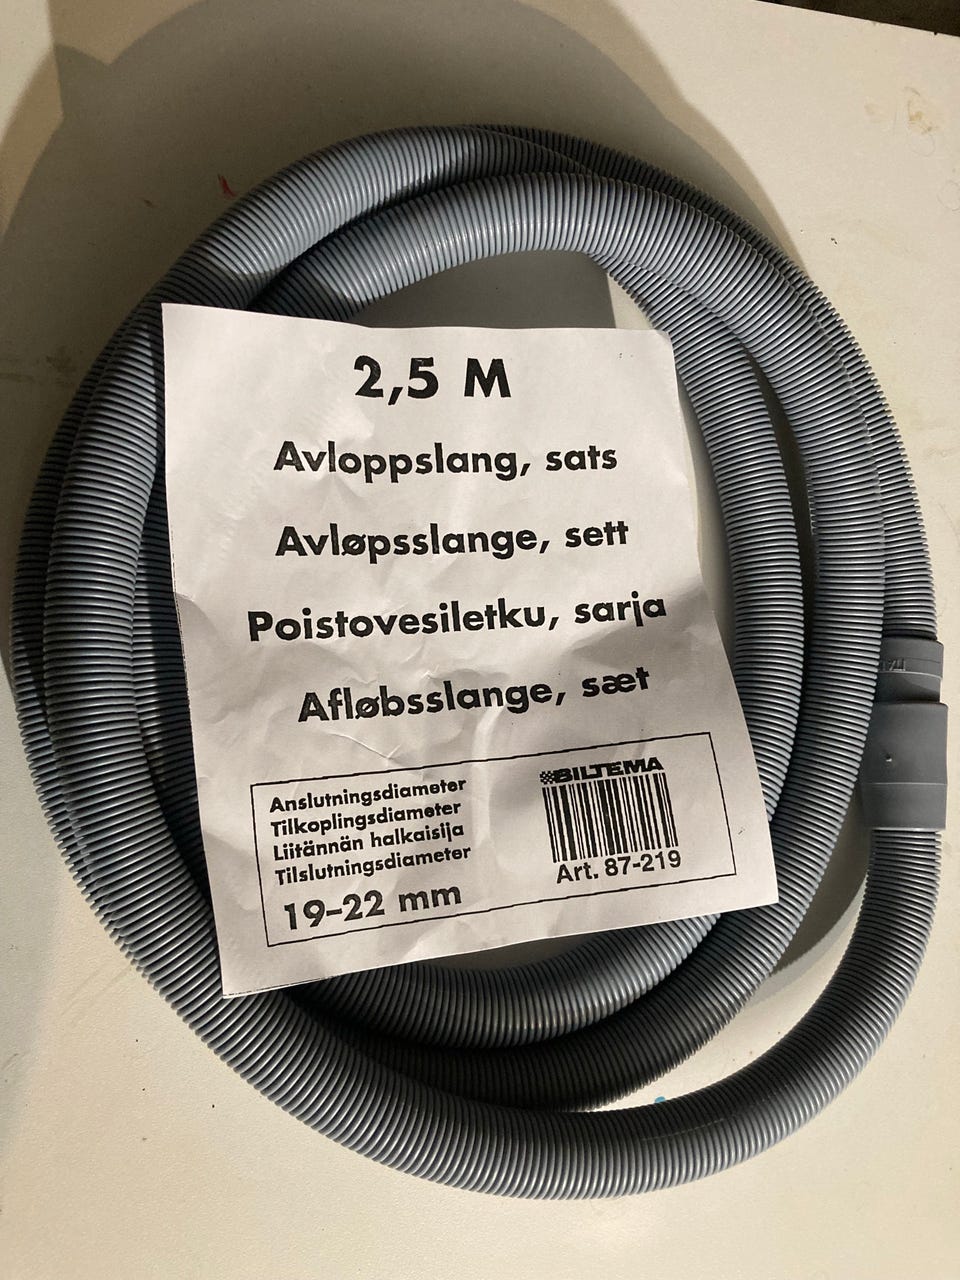 2,5 M
Avloppslang, sats
Avløpsslange, sett
Poistovesiletku, sarja
Afløbsslange, sæt
Anslutningsdiameter
Tilkoplingsdiameter
Liitännän halkaisija
Tilslutningsdiameter
19–22 mm
BILTEMA
Art. 87-219